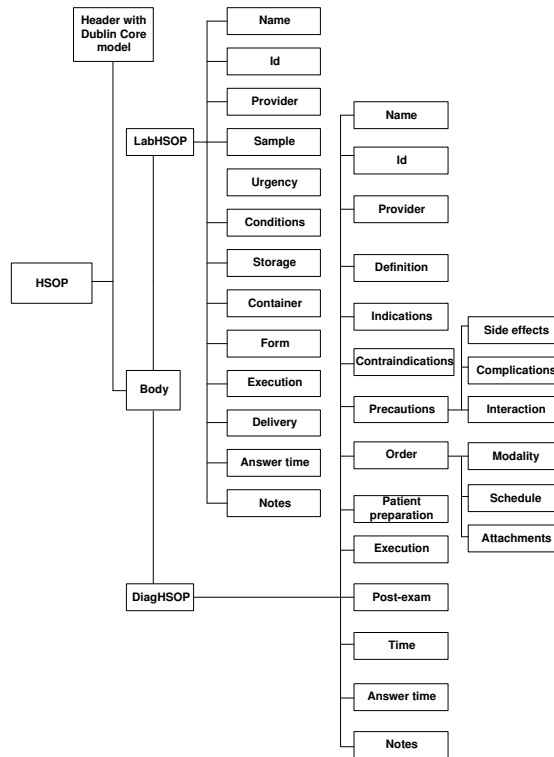 Header with
Dublin Core
model
HSOP
Body
LabHSOP
DiagHSOP
Name
Id
Provider
Sample
Urgency
Conditions
Storage
Container
Form
Execution
Delivery
Answer time
Notes
Name
Id
Provider
Definition
Indications
Contraindications
Precautions
Order
Patient
preparation
Execution
Post-exam
Time
Answer time
Notes
Side effects
Complications
Interaction
Modality
Schedule
Attachments